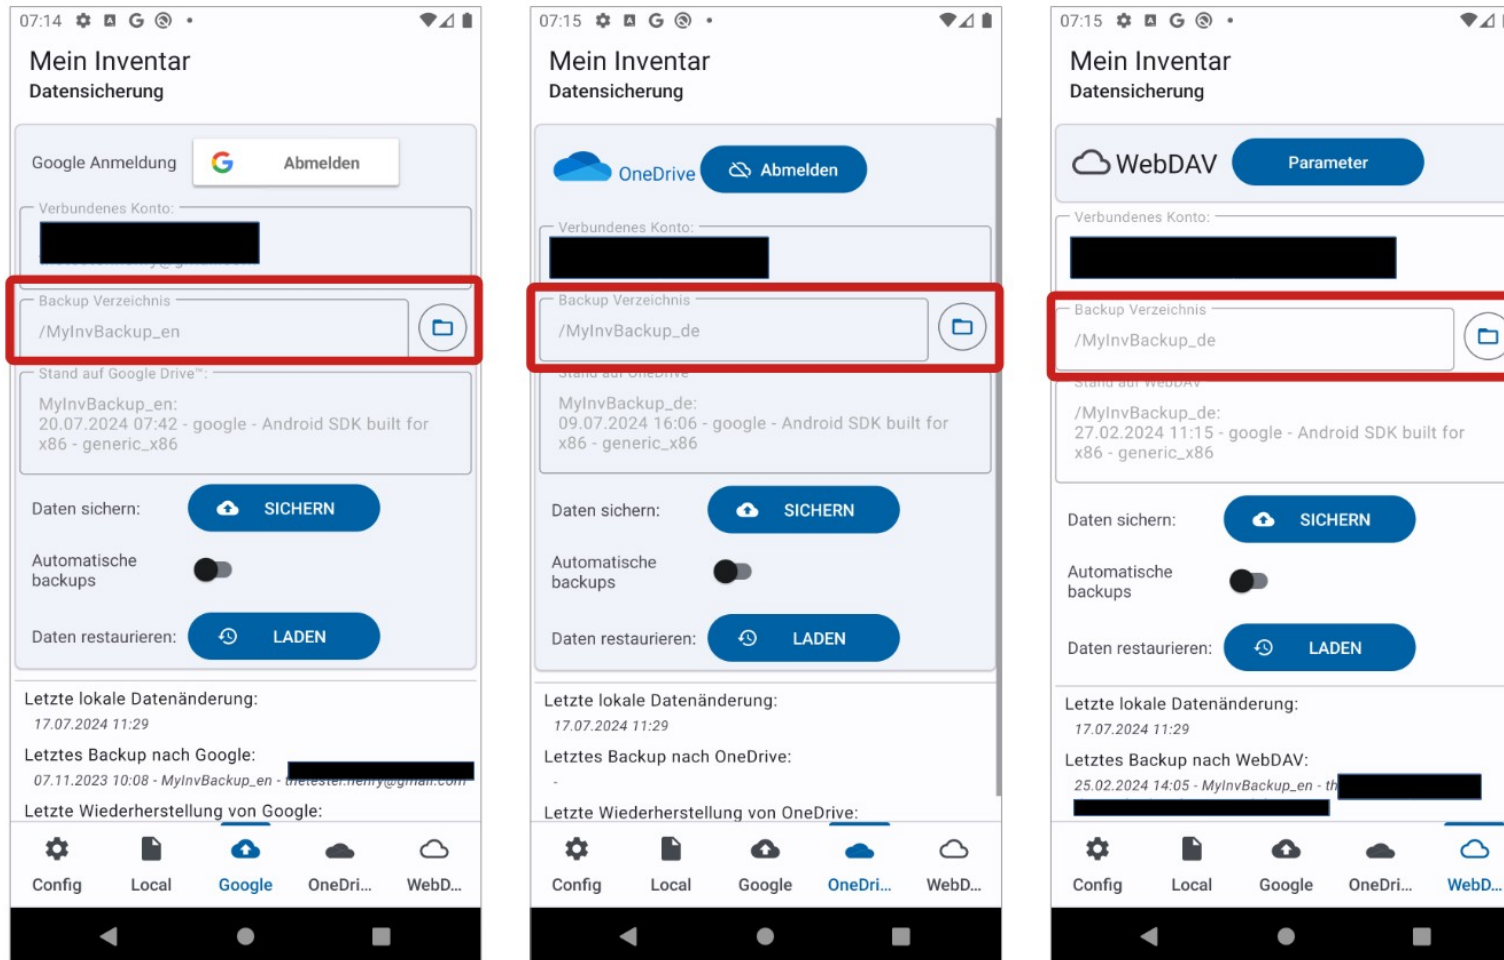 07:14
Mein Inventar
Datensicherung
Google Anmeldung
Abmelden
Verbundenes Konto:
Backup Verzeichnis
/MyInvBackup_en
Stand auf Google Drive™:
MyInvBackup_en:
20.07.2024 07:42 - google - Android SDK built for
x86 - generic_x86
Daten sichern:
SICHERN
Automatische
backups
Daten restaurieren:
LADEN
Letzte lokale Datenänderung:
17.07.2024 11:29
Letztes Backup nach Google:
07.11.2023 10:08 - MyInvBackup_en -
Letzte Wiederherstellung von Google:
Config
Local
Google
OneDri...
WebD...
07:15
Mein Inventar
Datensicherung
OneDrive
Abmelden
Verbundenes Konto:
Backup Verzeichnis
/MyInvBackup_de
Stand auf OneDrive
MyInvBackup_de:
09.07.2024 16:06 - google - Android SDK built for
x86 - generic_x86
Daten sichern:
SICHERN
Automatische
backups
Daten restaurieren:
LADEN
Letzte lokale Datenänderung:
17.07.2024 11:29
Letztes Backup nach OneDrive:
-
Letzte Wiederherstellung von OneDrive:
Config
Local
Google
OneDri...
WebD...
07:15
Mein Inventar
Datensicherung
WebDAV
Parameter
Verbundenes Konto:
Backup Verzeichnis
/MyInvBackup_de
Stand auf WebDAV
/MyInvBackup_de:
27.02.2024 11:15 - google - Android SDK built for
x86 - generic_x86
Daten sichern:
SICHERN
Automatische
backups
Daten restaurieren:
LADEN
Letzte lokale Datenänderung:
17.07.2024 11:29
Letztes Backup nach WebDAV:
25.02.2024 14:05 - MyInvBackup_en - th
Config
Local
Google
OneDri...
WebD...